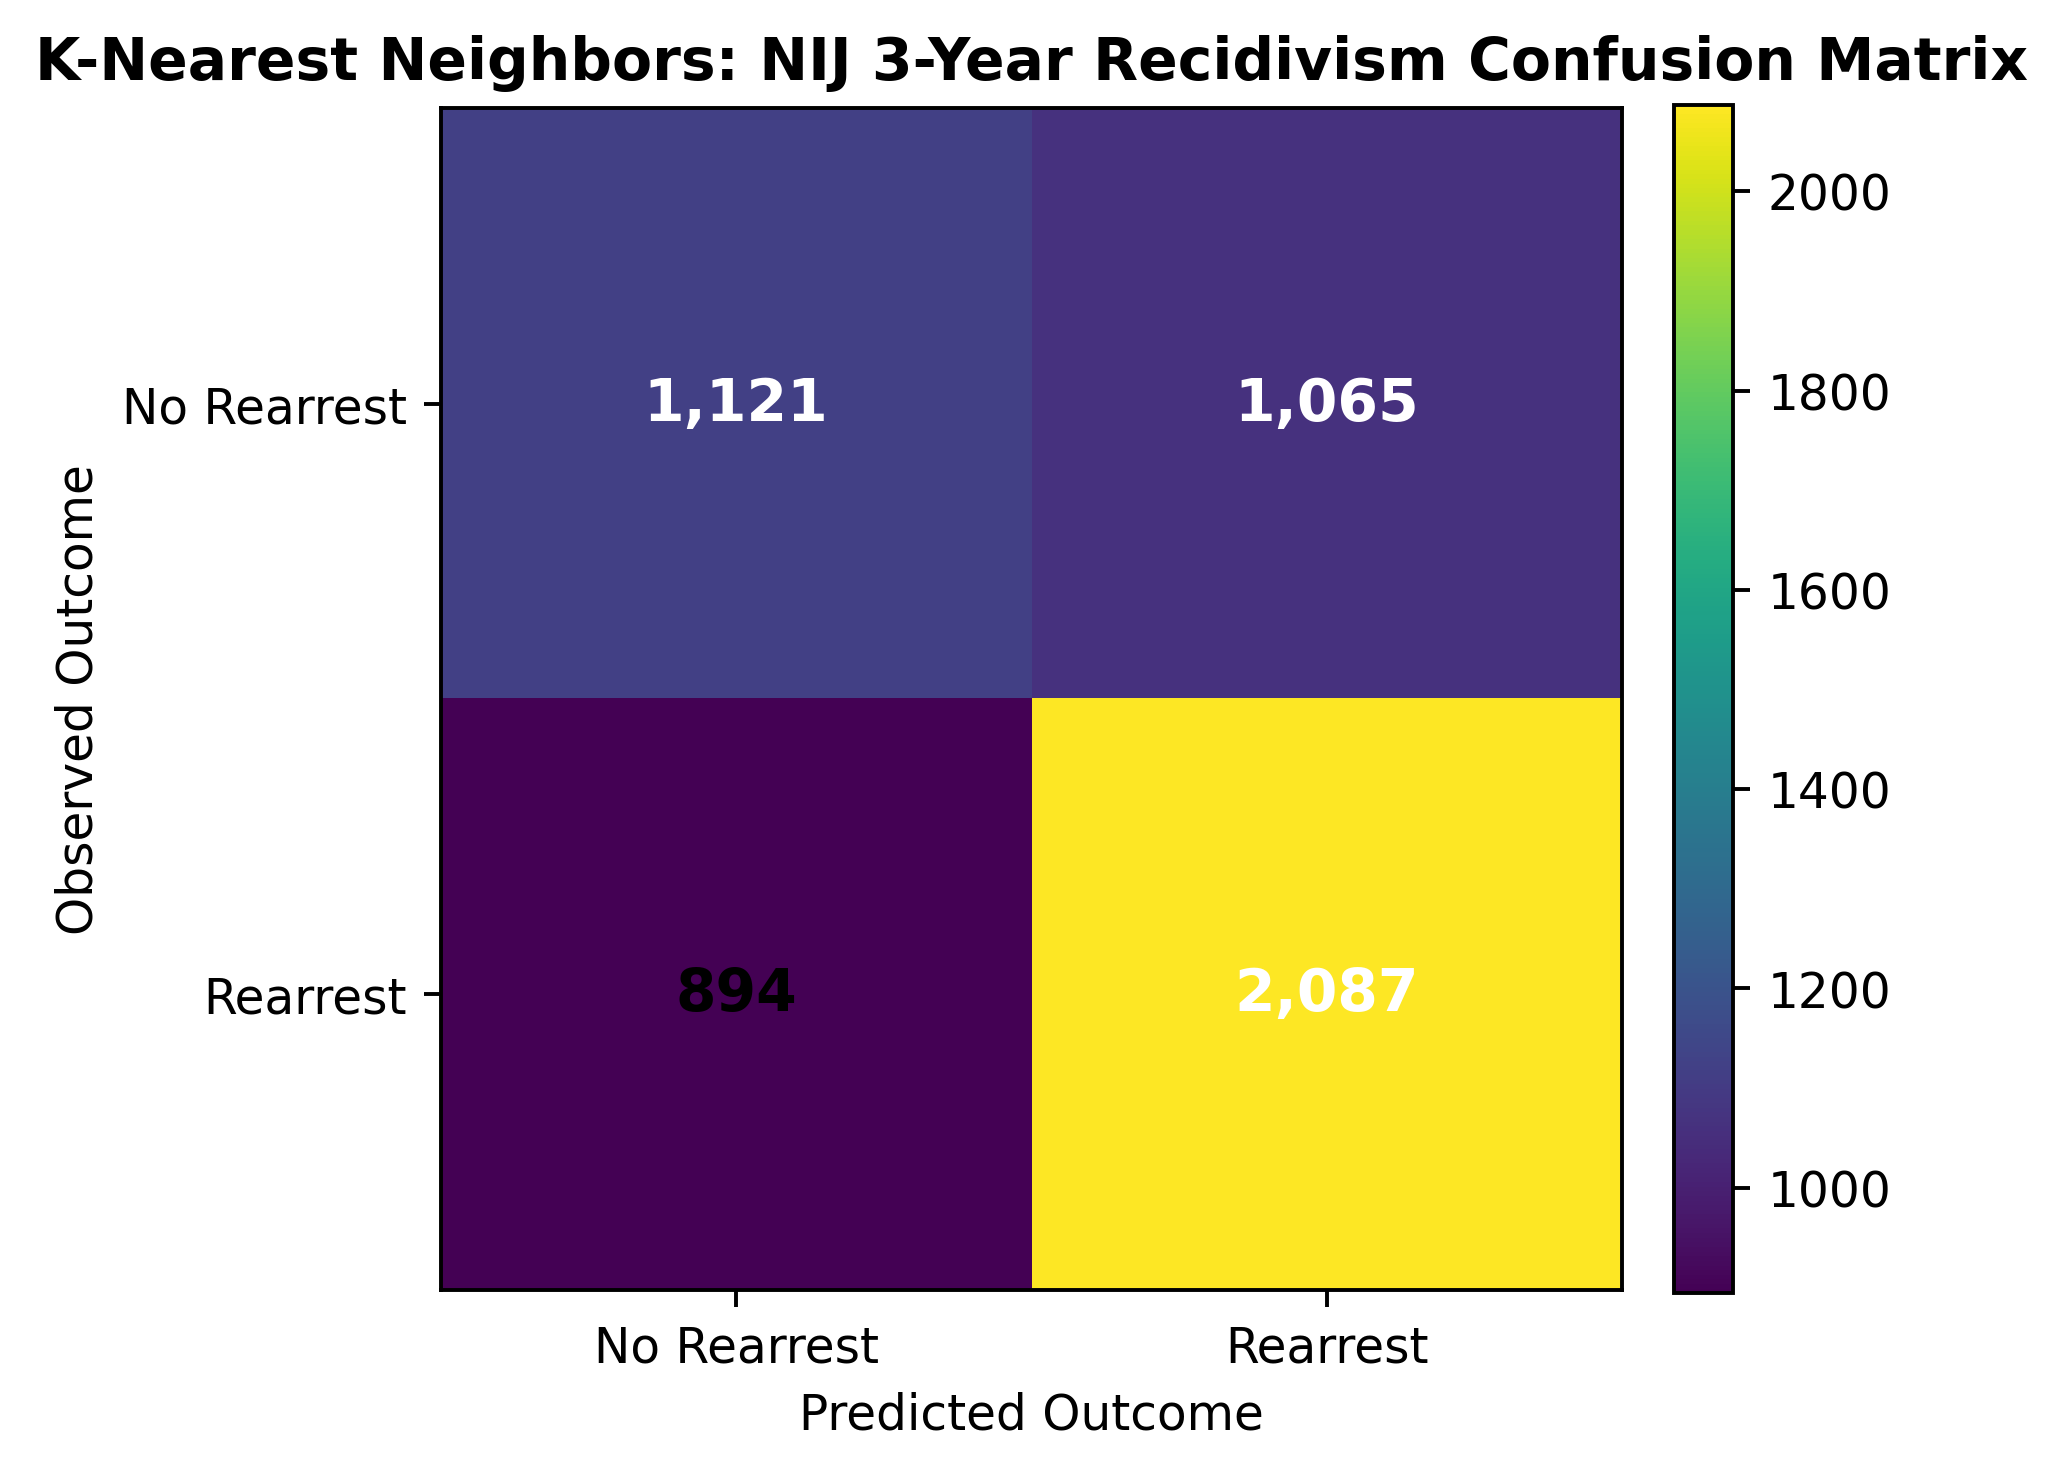 K-Nearest Neighbors: NIJ 3-Year Recidivism Confusion Matrix
Observed Outcome
No Rearrest
Rearrest
1,121
1,065
894
2,087
No Rearrest
Rearrest
Predicted Outcome
2000
1800
1600
1400
1200
1000